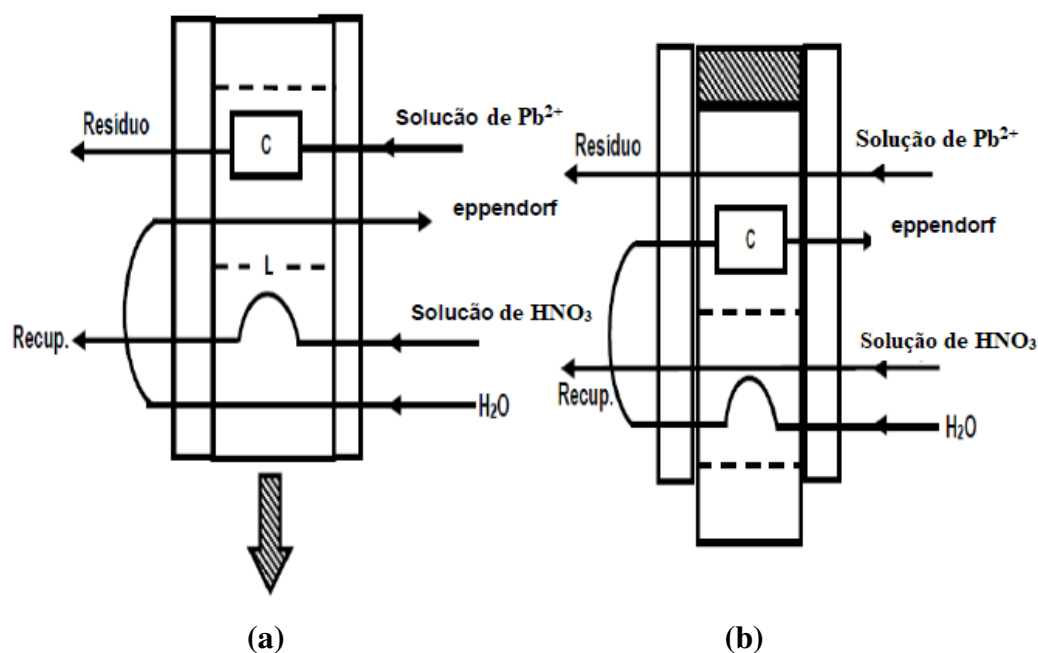 Solucão de Pb²⁺
Resíduo
C
eppendorf
L
Solucão de HNO₃
Recup.
H₂O
(a)
Solução de Pb²⁺
Resíduo
eppendorf
C
Solução de HNO₃
Recup.
H₂O
(b)